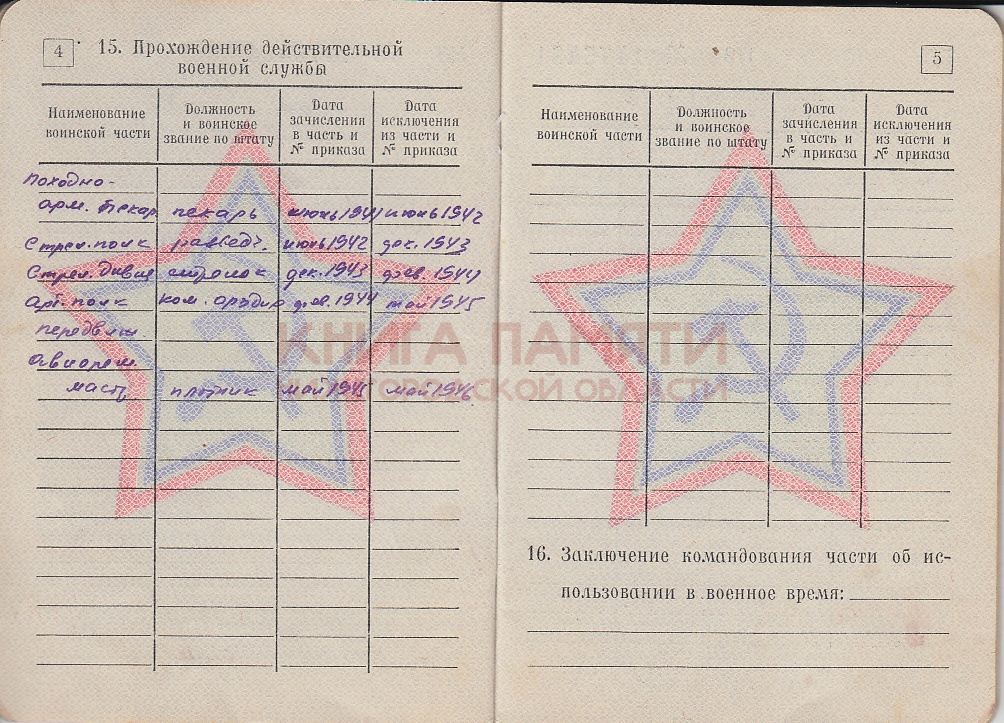 4 15. Прохождение действительной
военной службы
Наименование
воинской части
Должность
и воинское
звание по штату
Дата
зачисления
в часть и
№ приказа
Дата
исключения
из части и
№ приказа
Походно-
арм. пекар пекарь июнь 1941 июнь 1942
Стрел. полк развед. июнь 1942 дек. 1943
Стрел. дивиз стрелок дек. 1943 фев. 1944
Арт. полк ком. орудия фев. 1944 май 1945
передвиж
авиарем.
маст плотник май 1945 май 1946
5
Наименование
воинской части
Должность
и воинское
звание по штату
Дата
зачисления
в часть и
№ приказа
Дата
исключения
из части и
№ приказа
16. Заключение командования части об ис-
пользовании в военное время:
КНИГА ПАМЯТИ
ОБЛАСТИ